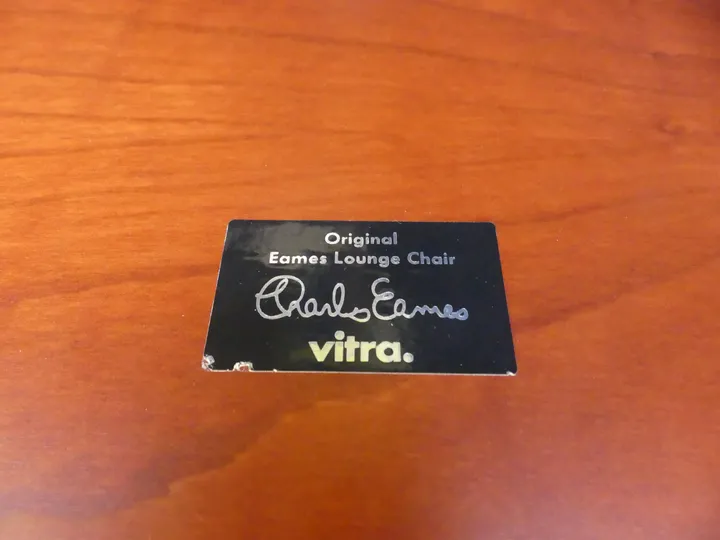 Original
Eames Lounge Chair
Charles Eames
vitra.